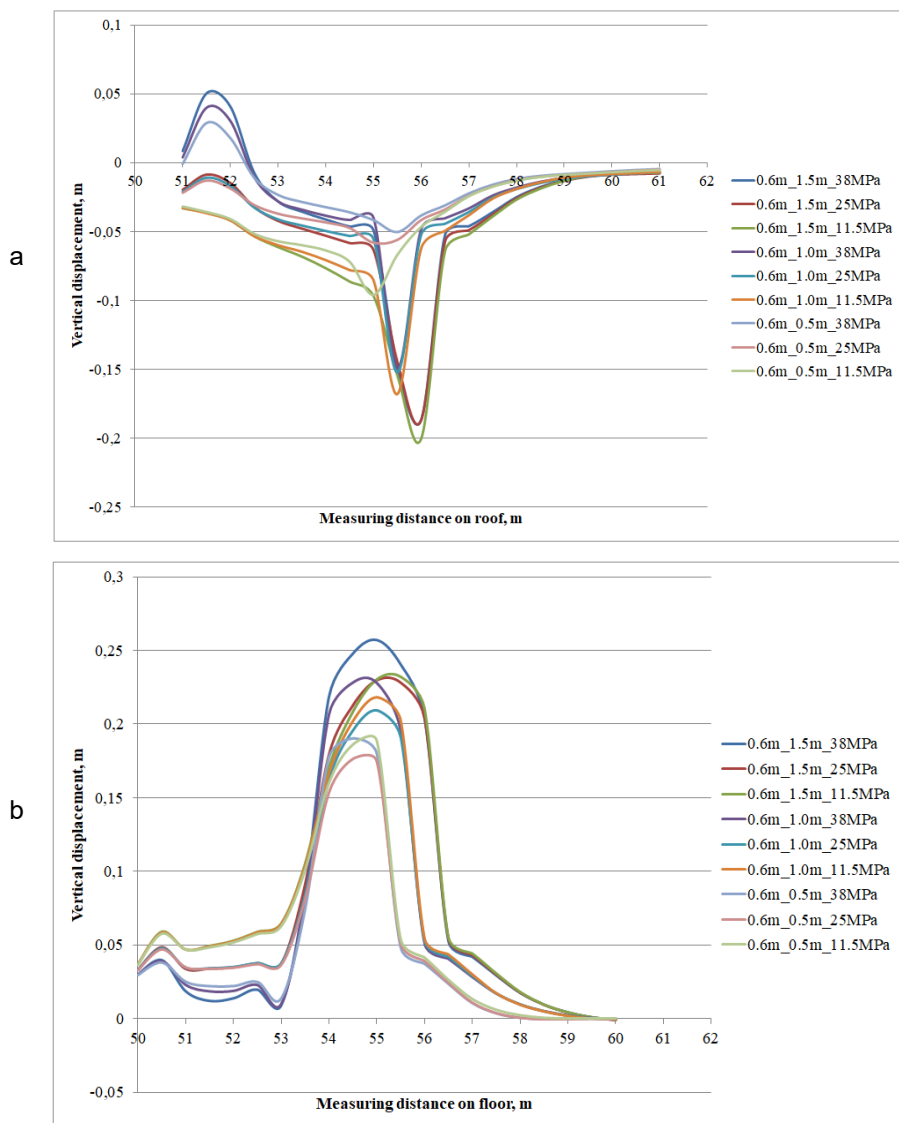 a
0,1
0,05
0
-0,05
-0,1
-0,15
-0,2
-0,25
50 51 52 53 54 55 56 57 58 59 60 61 62
Vertical displacement, m
Measuring distance on roof, m
0.6m_1.5m_38MPa
0.6m_1.5m_25MPa
0.6m_1.5m_11.5MPa
0.6m_1.0m_38MPa
0.6m_1.0m_25MPa
0.6m_1.0m_11.5MPa
0.6m_0.5m_38MPa
0.6m_0.5m_25MPa
0.6m_0.5m_11.5MPa
b
0,3
0,25
0,2
0,15
0,1
0,05
0
-0,05
50 51 52 53 54 55 56 57 58 59 60 61 62
Vertical displacement, m
Measuring distance on floor, m
0.6m_1.5m_38MPa
0.6m_1.5m_25MPa
0.6m_1.5m_11.5MPa
0.6m_1.0m_38MPa
0.6m_1.0m_25MPa
0.6m_1.0m_11.5MPa
0.6m_0.5m_38MPa
0.6m_0.5m_25MPa
0.6m_0.5m_11.5MPa